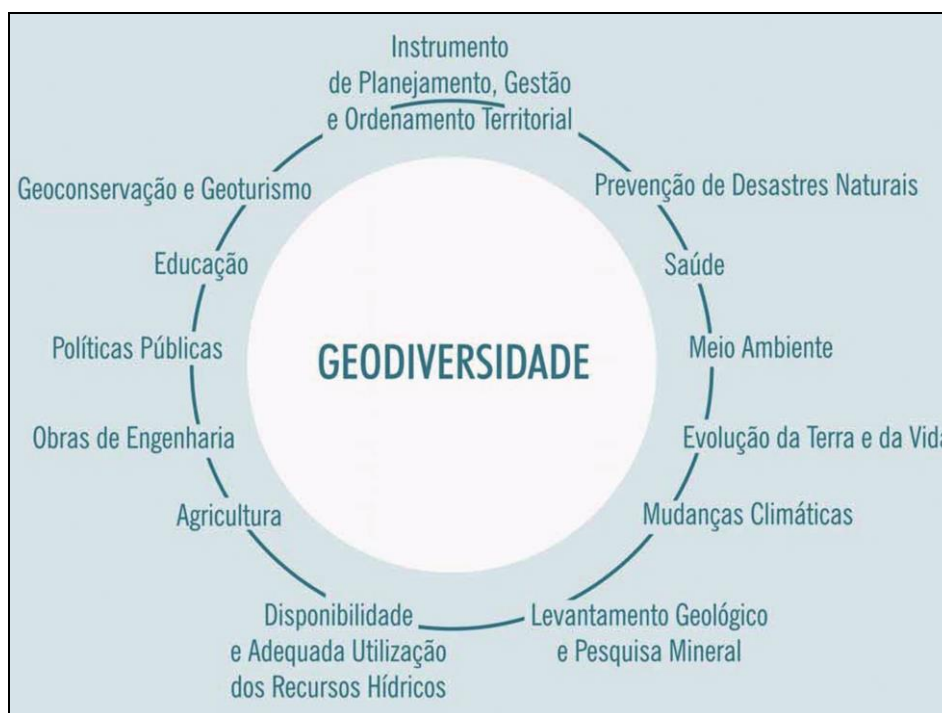 Instrumento
de Planejamento, Gestão
e Ordenamento Territorial
Geoconservação e Geoturismo
Prevenção de Desastres Naturais
Educação
Saúde
Políticas Públicas
GEODIVERSIDADE
Meio Ambiente
Obras de Engenharia
Evolução da Terra e da Vida
Agricultura
Mudanças Climáticas
Disponibilidade
e Adequada Utilização
dos Recursos Hídricos
Levantamento Geológico
e Pesquisa Mineral